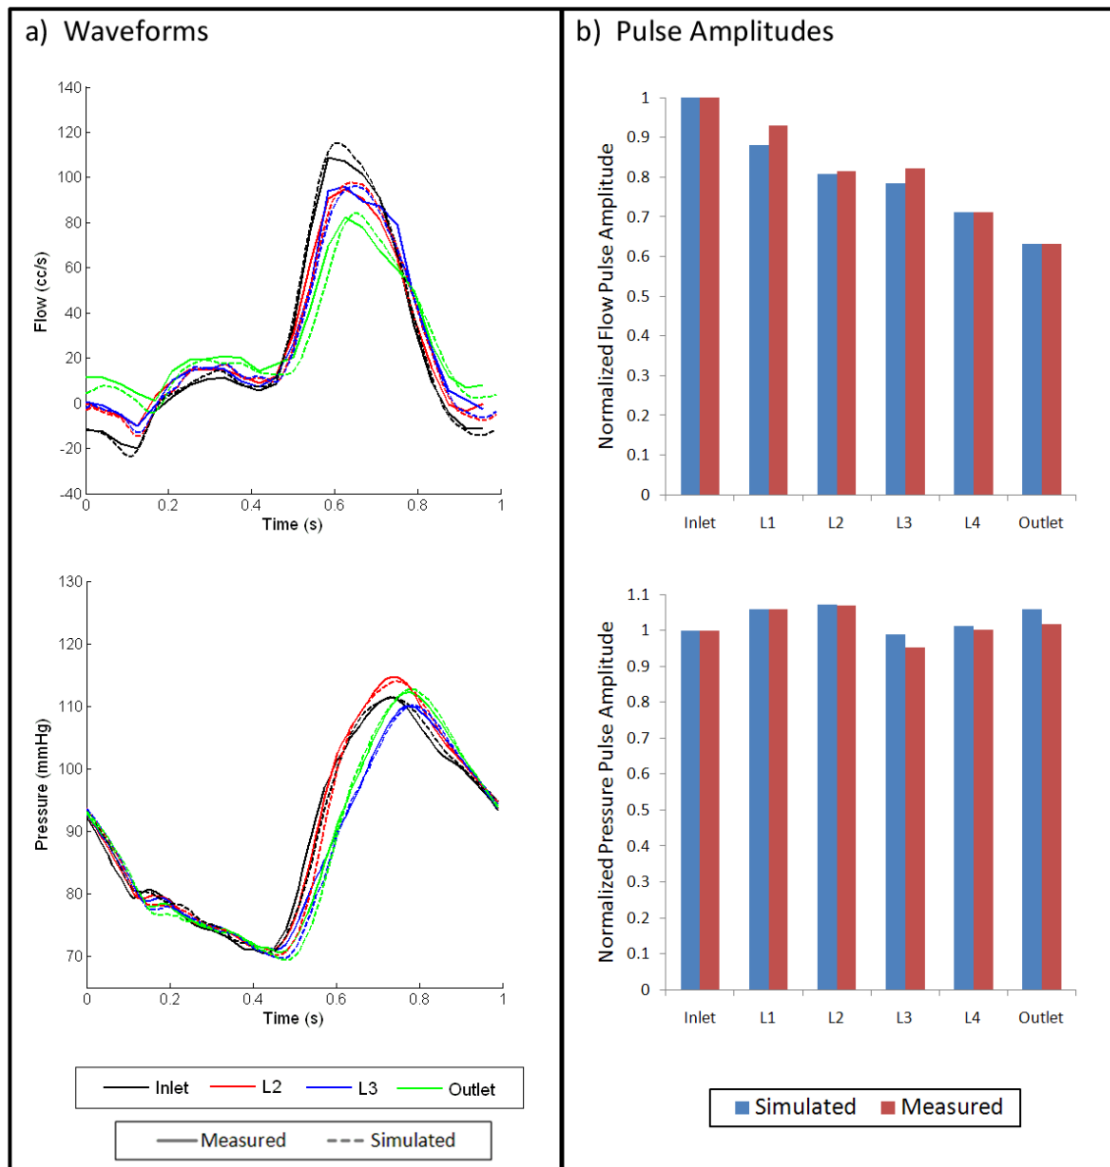 a) Waveforms
140
120
100
80
60
40
20
0
-20
-40
Flow (cc/s)
0 0.2 0.4 0.6 0.8 1
Time (s)
130
120
110
100
90
80
70
Pressure (mmHg)
0 0.2 0.4 0.6 0.8 1
Time (s)
Inlet L2 L3 Outlet
Measured Simulated
b) Pulse Amplitudes
1
0.9
0.8
0.7
0.6
0.5
0.4
0.3
0.2
0.1
0
Normalized Flow Pulse Amplitude
Inlet L1 L2 L3 L4 Outlet
1.1
1
0.9
0.8
0.7
0.6
0.5
0.4
0.3
0.2
0.1
0
Normalized Pressure Pulse Amplitude
Inlet L1 L2 L3 L4 Outlet
Simulated Measured